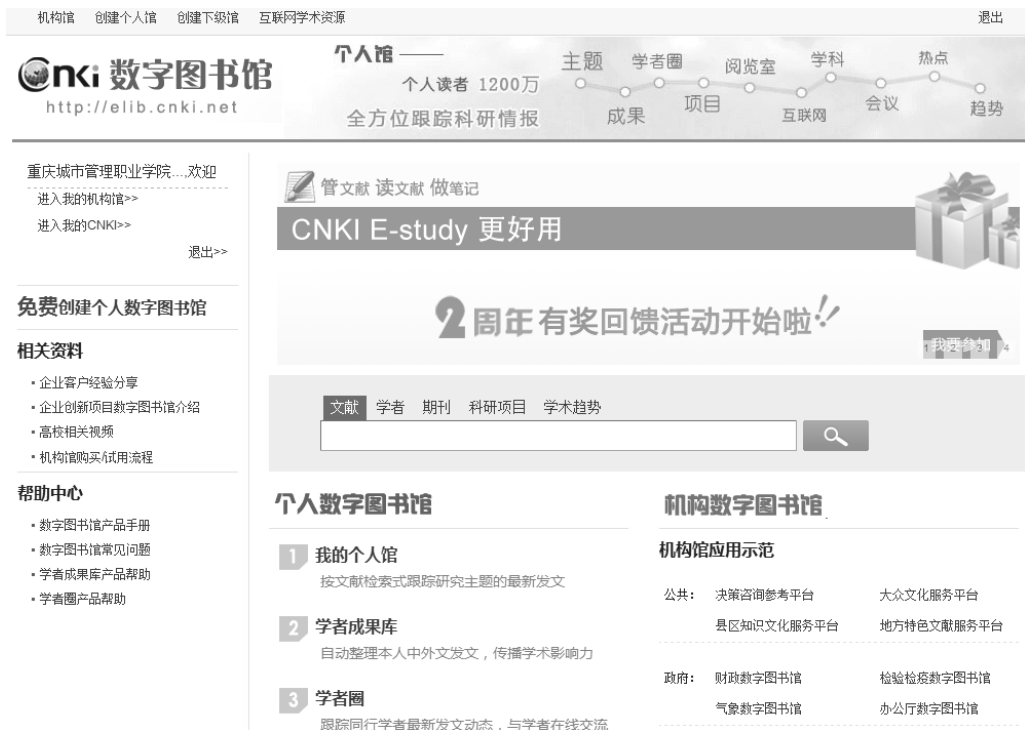 机构馆 创建个人馆 创建下级馆 互联网学术资源 退出
Cnki 数字图书馆
http://elib.cnki.net
个人馆
个人读者 1200万
全方位跟踪科研情报
主题 学者圈 阅览室 学科 热点
成果 项目 互联网 会议 趋势
重庆城市管理职业学院...,欢迎
进入我的机构馆>>
进入我的CNKI>>
退出>>
免费创建个人数字图书馆
相关资料
▪ 企业客户经验分享
▪ 企业创新项目数字图书馆介绍
▪ 高校相关视频
▪ 机构馆购买/试用流程
帮助中心
▪ 数字图书馆产品手册
▪ 数字图书馆常见问题
▪ 学者成果库产品帮助
▪ 学者圈产品帮助
管文献 读文献 做笔记
CNKI E-study 更好用
2周年有奖回馈活动开始啦!!
我要参加
1 2 3 4
文献 学者 期刊 科研项目 学术趋势
个人数字图书馆
1 我的个人馆
按文献检索式跟踪研究主题的最新发文
2 学者成果库
自动整理本人中外文发文，传播学术影响力
3 学者圈
跟踪同行学者最新发文动态，与学者在线交流
机构数字图书馆
机构馆应用示范
公共： 决策咨询参考平台 大众文化服务平台
县区知识文化服务平台 地方特色文献服务平台
政府： 财政数字图书馆 检验检疫数字图书馆
气象数字图书馆 办公厅数字图书馆